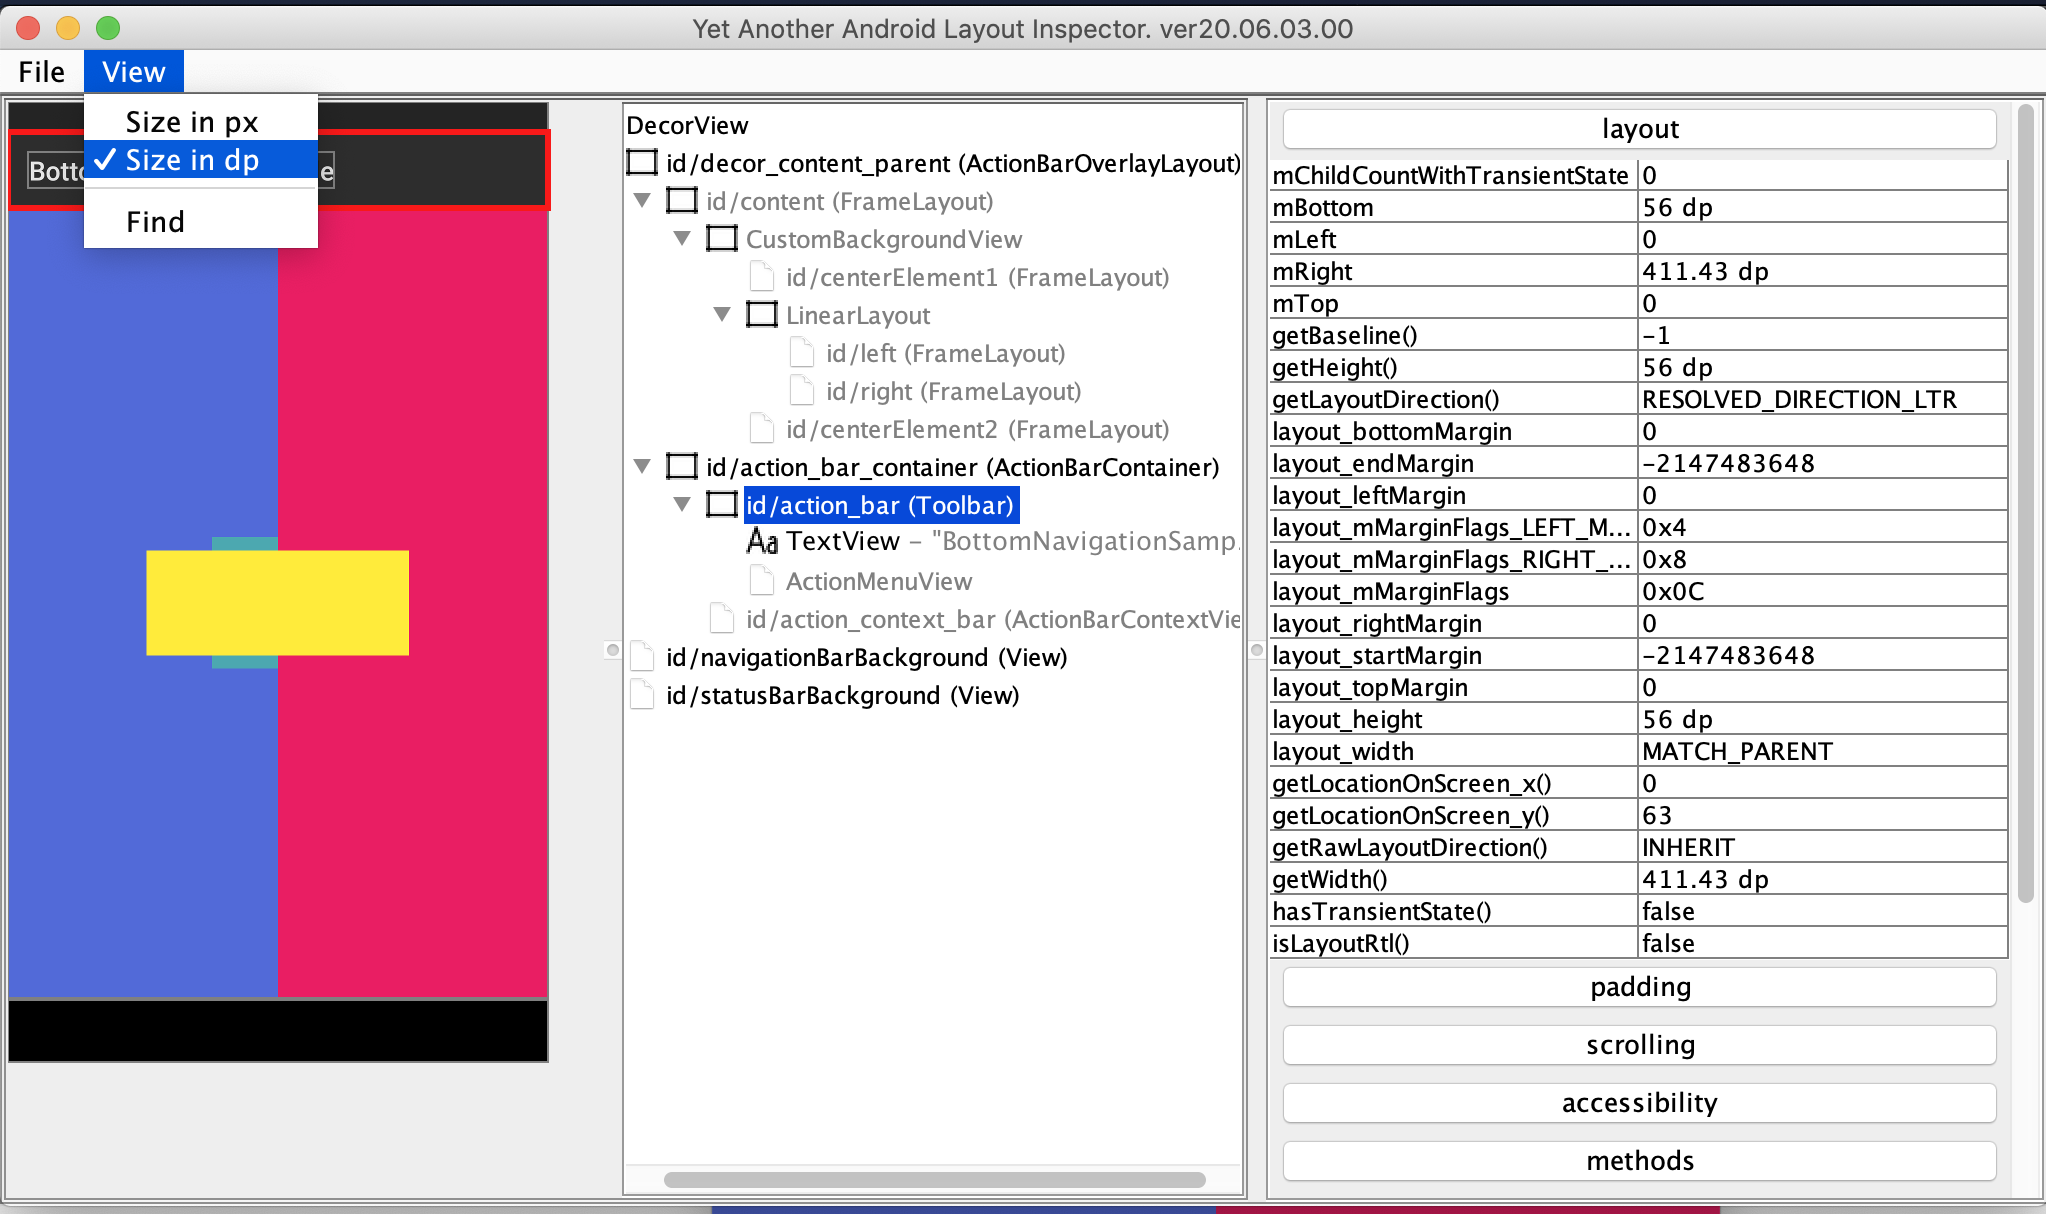 Yet Another Android Layout Inspector. ver20.06.03.00
File View
Size in px
Size in dp
Find
DecorView
id/decor_content_parent (ActionBarOverlayLayout)
id/content (FrameLayout)
CustomBackgroundView
id/centerElement1 (FrameLayout)
LinearLayout
id/left (FrameLayout)
id/right (FrameLayout)
id/centerElement2 (FrameLayout)
id/action_bar_container (ActionBarContainer)
id/action_bar (Toolbar)
Aa TextView – "BottomNavigationSamp
ActionMenuView
id/action_context_bar (ActionBarContextVie
id/navigationBarBackground (View)
id/statusBarBackground (View)
layout
mChildCountWithTransientState 0
mBottom 56 dp
mLeft 0
mRight 411.43 dp
mTop 0
getBaseline() -1
getHeight() 56 dp
getLayoutDirection() RESOLVED_DIRECTION_LTR
layout_bottomMargin 0
layout_endMargin -2147483648
layout_leftMargin 0
layout_mMarginFlags_LEFT_M... 0x4
layout_mMarginFlags_RIGHT_... 0x8
layout_mMarginFlags 0x0C
layout_rightMargin 0
layout_startMargin -2147483648
layout_topMargin 0
layout_height 56 dp
layout_width MATCH_PARENT
getLocationOnScreen_x() 0
getLocationOnScreen_y() 63
getRawLayoutDirection() INHERIT
getWidth() 411.43 dp
hasTransientState() false
isLayoutRtl() false
padding
scrolling
accessibility
methods